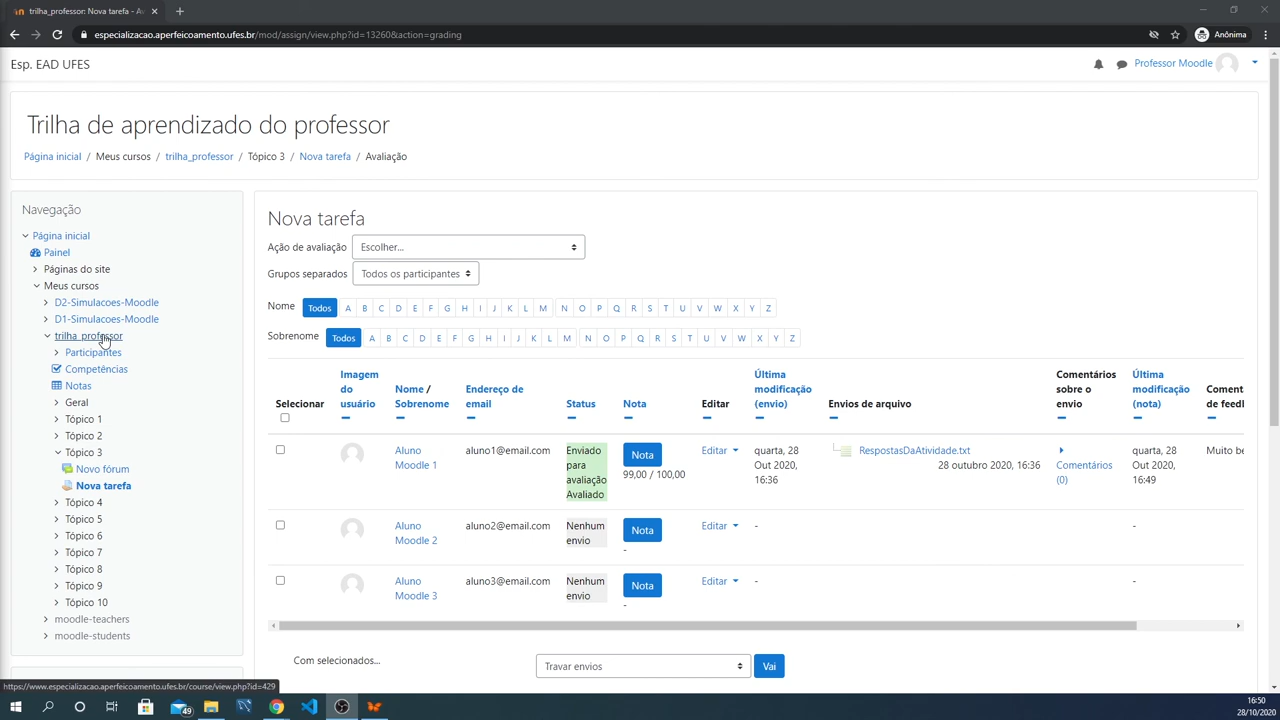 trilha_professor: Nova tarefa - Av
especializacao.aperfeicoamento.ufes.br/mod/assign/view.php?id=13260&action=grading
Anônima
Esp. EAD UFES
Professor Moodle
Trilha de aprendizado do professor
Página inicial / Meus cursos / trilha_professor / Tópico 3 / Nova tarefa / Avaliação
Navegação
Página inicial
Painel
Páginas do site
Meus cursos
D2-Simulacoes-Moodle
D1-Simulacoes-Moodle
trilha_professor
Participantes
Competências
Notas
Geral
Tópico 1
Tópico 2
Tópico 3
Novo fórum
Nova tarefa
Tópico 4
Tópico 5
Tópico 6
Tópico 7
Tópico 8
Tópico 9
Tópico 10
moodle-teachers
moodle-students
Nova tarefa
Ação de avaliação Escolher...
Grupos separados Todos os participantes
Nome Todos A B C D E F G H I J K L M N O P Q R S T U V W X Y Z
Sobrenome Todos A B C D E F G H I J K L M N O P Q R S T U V W X Y Z
Selecionar
Imagem
do
usuário
Nome /
Sobrenome
Endereço de
email
Status
Nota
Editar
Última
modificação
(envio)
Envios de arquivo
Comentários
sobre o
envio
Última
modificação
(nota)
Coment
de feedl
Aluno
Moodle 1
aluno1@email.com
Enviado
para
avaliação
Avaliado
Nota
99,00 / 100,00
Editar
quarta, 28
Out 2020,
16:36
RespostasDaAtividade.txt
28 outubro 2020, 16:36
Comentários
(0)
quarta, 28
Out 2020,
16:49
Muito be
Aluno
Moodle 2
aluno2@email.com
Nenhum
envio
Nota
-
Editar
-
-
Aluno
Moodle 3
aluno3@email.com
Nenhum
envio
Nota
-
Editar
-
-
Com selecionados...
Travar envios
Vai
https://www.especializacao.aperfeicoamento.ufes.br/course/view.php?id=429
49
16:50
28/10/2020